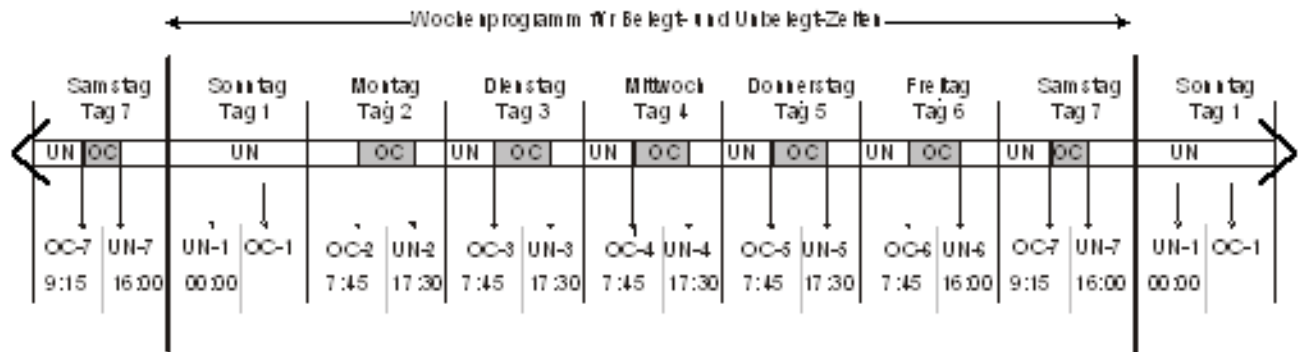 Wochenprogramm für Belegt- und Unbelegt-Zeiten
Samstag Sonntag Montag Dienstag Mittwoch Donnerstag Freitag Samstag Sonntag
Tag 7 Tag 1 Tag 2 Tag 3 Tag 4 Tag 5 Tag 6 Tag 7 Tag 1
UN OC UN OC UN OC UN OC UN OC UN OC UN OC UN
OC-7 UN-7 UN-1 OC-1 OC-2 UN-2 OC-3 UN-3 OC-4 UN-4 OC-5 UN-5 OC-6 UN-6 OC-7 UN-7 UN-1 OC-1
9:15 16:00 00:00 7:45 17:30 7:45 17:30 7:45 17:30 7:45 17:30 7:45 16:00 9:15 16:00 00:00